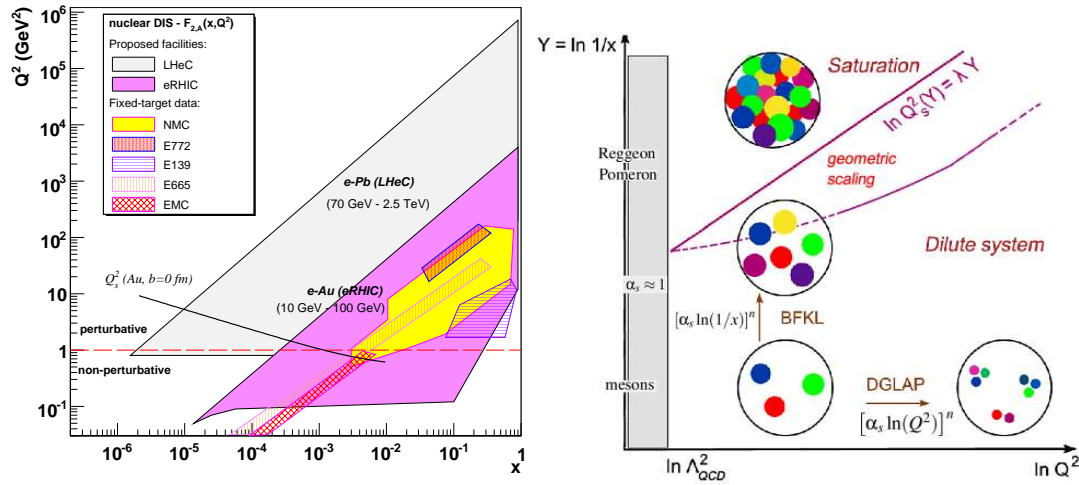 nuclear DIS - F₂,A(x,Q²)
Proposed facilities:
LHeC
eRHIC
Fixed-target data:
NMC
E772
E139
E665
EMC
Q² (GeV²)
10⁶
10⁵
10⁴
10³
10²
10
1
10⁻¹
e-Pb (LHeC)
(70 GeV - 2.5 TeV)
Qₛ² (Au, b=0 fm)
e-Au (eRHIC)
(10 GeV - 100 GeV)
perturbative
non-perturbative
10⁻⁶ 10⁻⁵ 10⁻⁴ 10⁻³ 10⁻² 10⁻¹ 1
x
Y = ln 1/x
Saturation
ln Qₛ²(Y) = λ Y
Reggeon
Pomeron
geometric
scaling
Dilute system
αₛ ≈ 1
[αₛ ln(1/x)]ⁿ
BFKL
mesons
DGLAP
[αₛ ln(Q²)]ⁿ
ln Λ²QCD
ln Q²